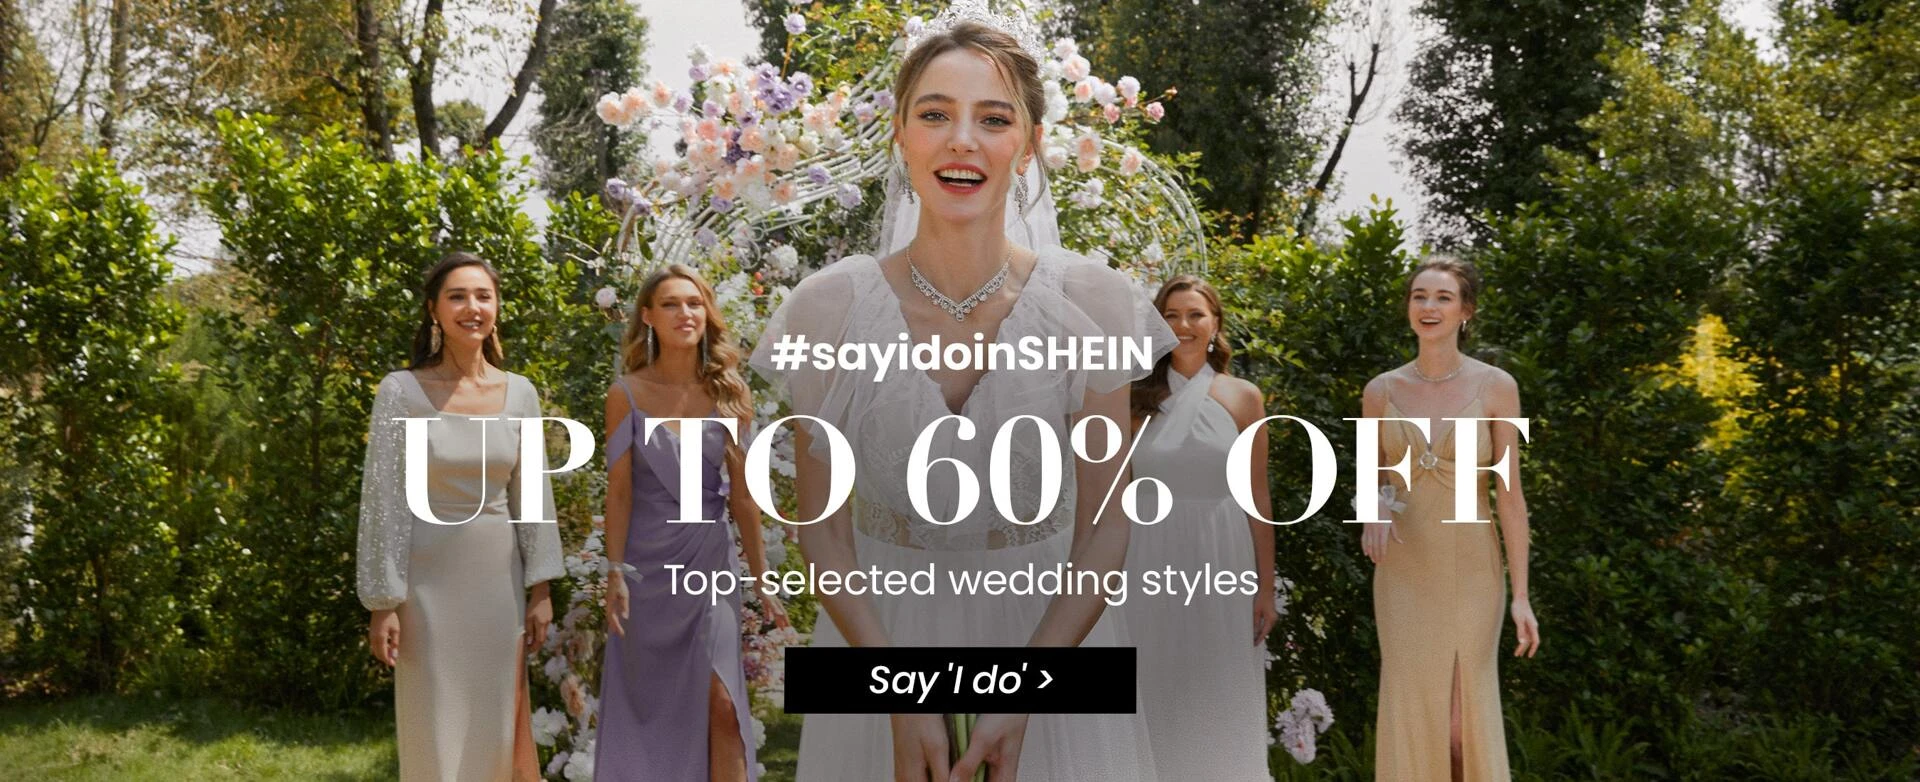 #sayidoinSHEIN
UP TO 60% OFF
Top-selected wedding styles
Say 'I do' >